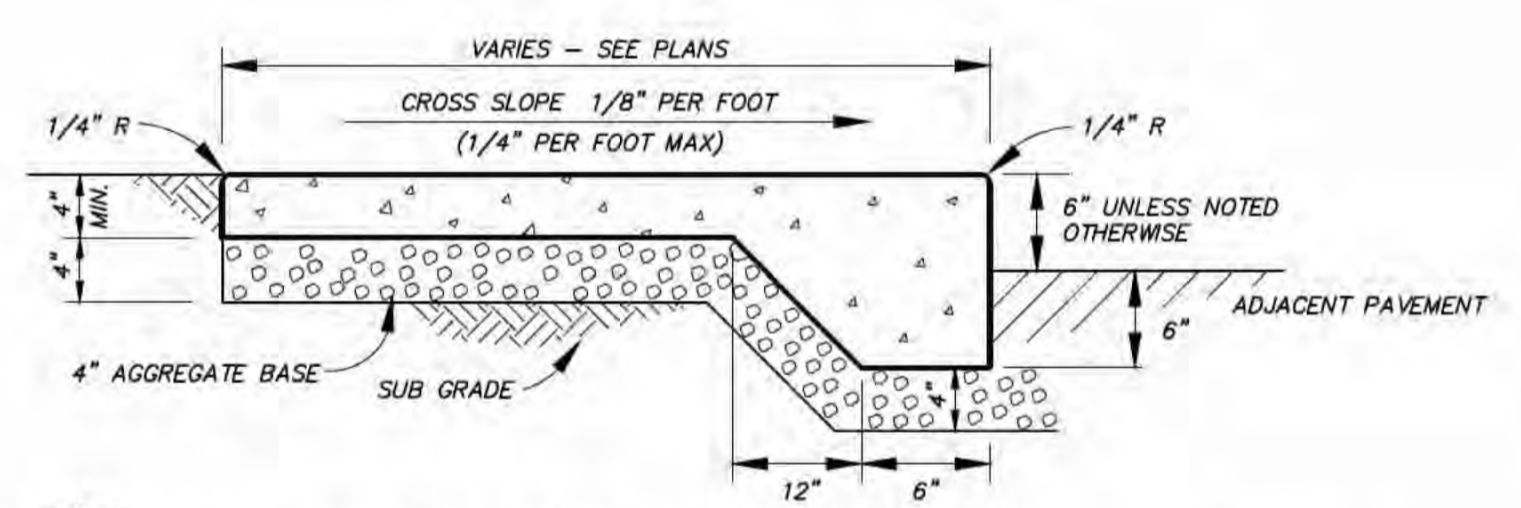 VARIES – SEE PLANS
CROSS SLOPE 1/8" PER FOOT
(1/4" PER FOOT MAX)
1/4" R
1/4" R
4"
MIN.
4"
6" UNLESS NOTED
OTHERWISE
ADJACENT PAVEMENT
6"
4" AGGREGATE BASE
SUB GRADE
4"
12"
6"